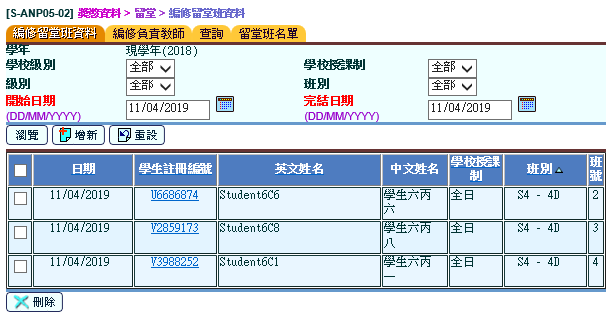 [S-ANP05-02] 獎懲資料 > 留堂 > 編修留堂班資料
編修留堂班資料 編修負責教師 查詢 留堂班名單
學年 現學年(2018)
學校級別 全部 學校授課制 全部
級別 全部 班別 全部
開始日期 11/04/2019 完結日期 11/04/2019
(DD/MM/YYYY) (DD/MM/YYYY)
瀏覽 增新 重設
日期 學生註冊編號 英文姓名 中文姓名 學校授課制 班別 班號
11/04/2019 U6686874 Student6C6 學生六丙六 全日 S4 - 4D 2
11/04/2019 V2859173 Student6C8 學生六丙八 全日 S4 - 4D 3
11/04/2019 V3988252 Student6C1 學生六丙一 全日 S4 - 4D 4
刪除